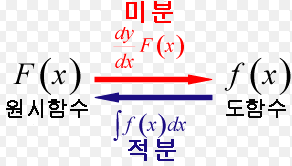 미분
dy/dx F(x)
F(x) f(x)
원시함수 도함수
∫f(x)dx
적분